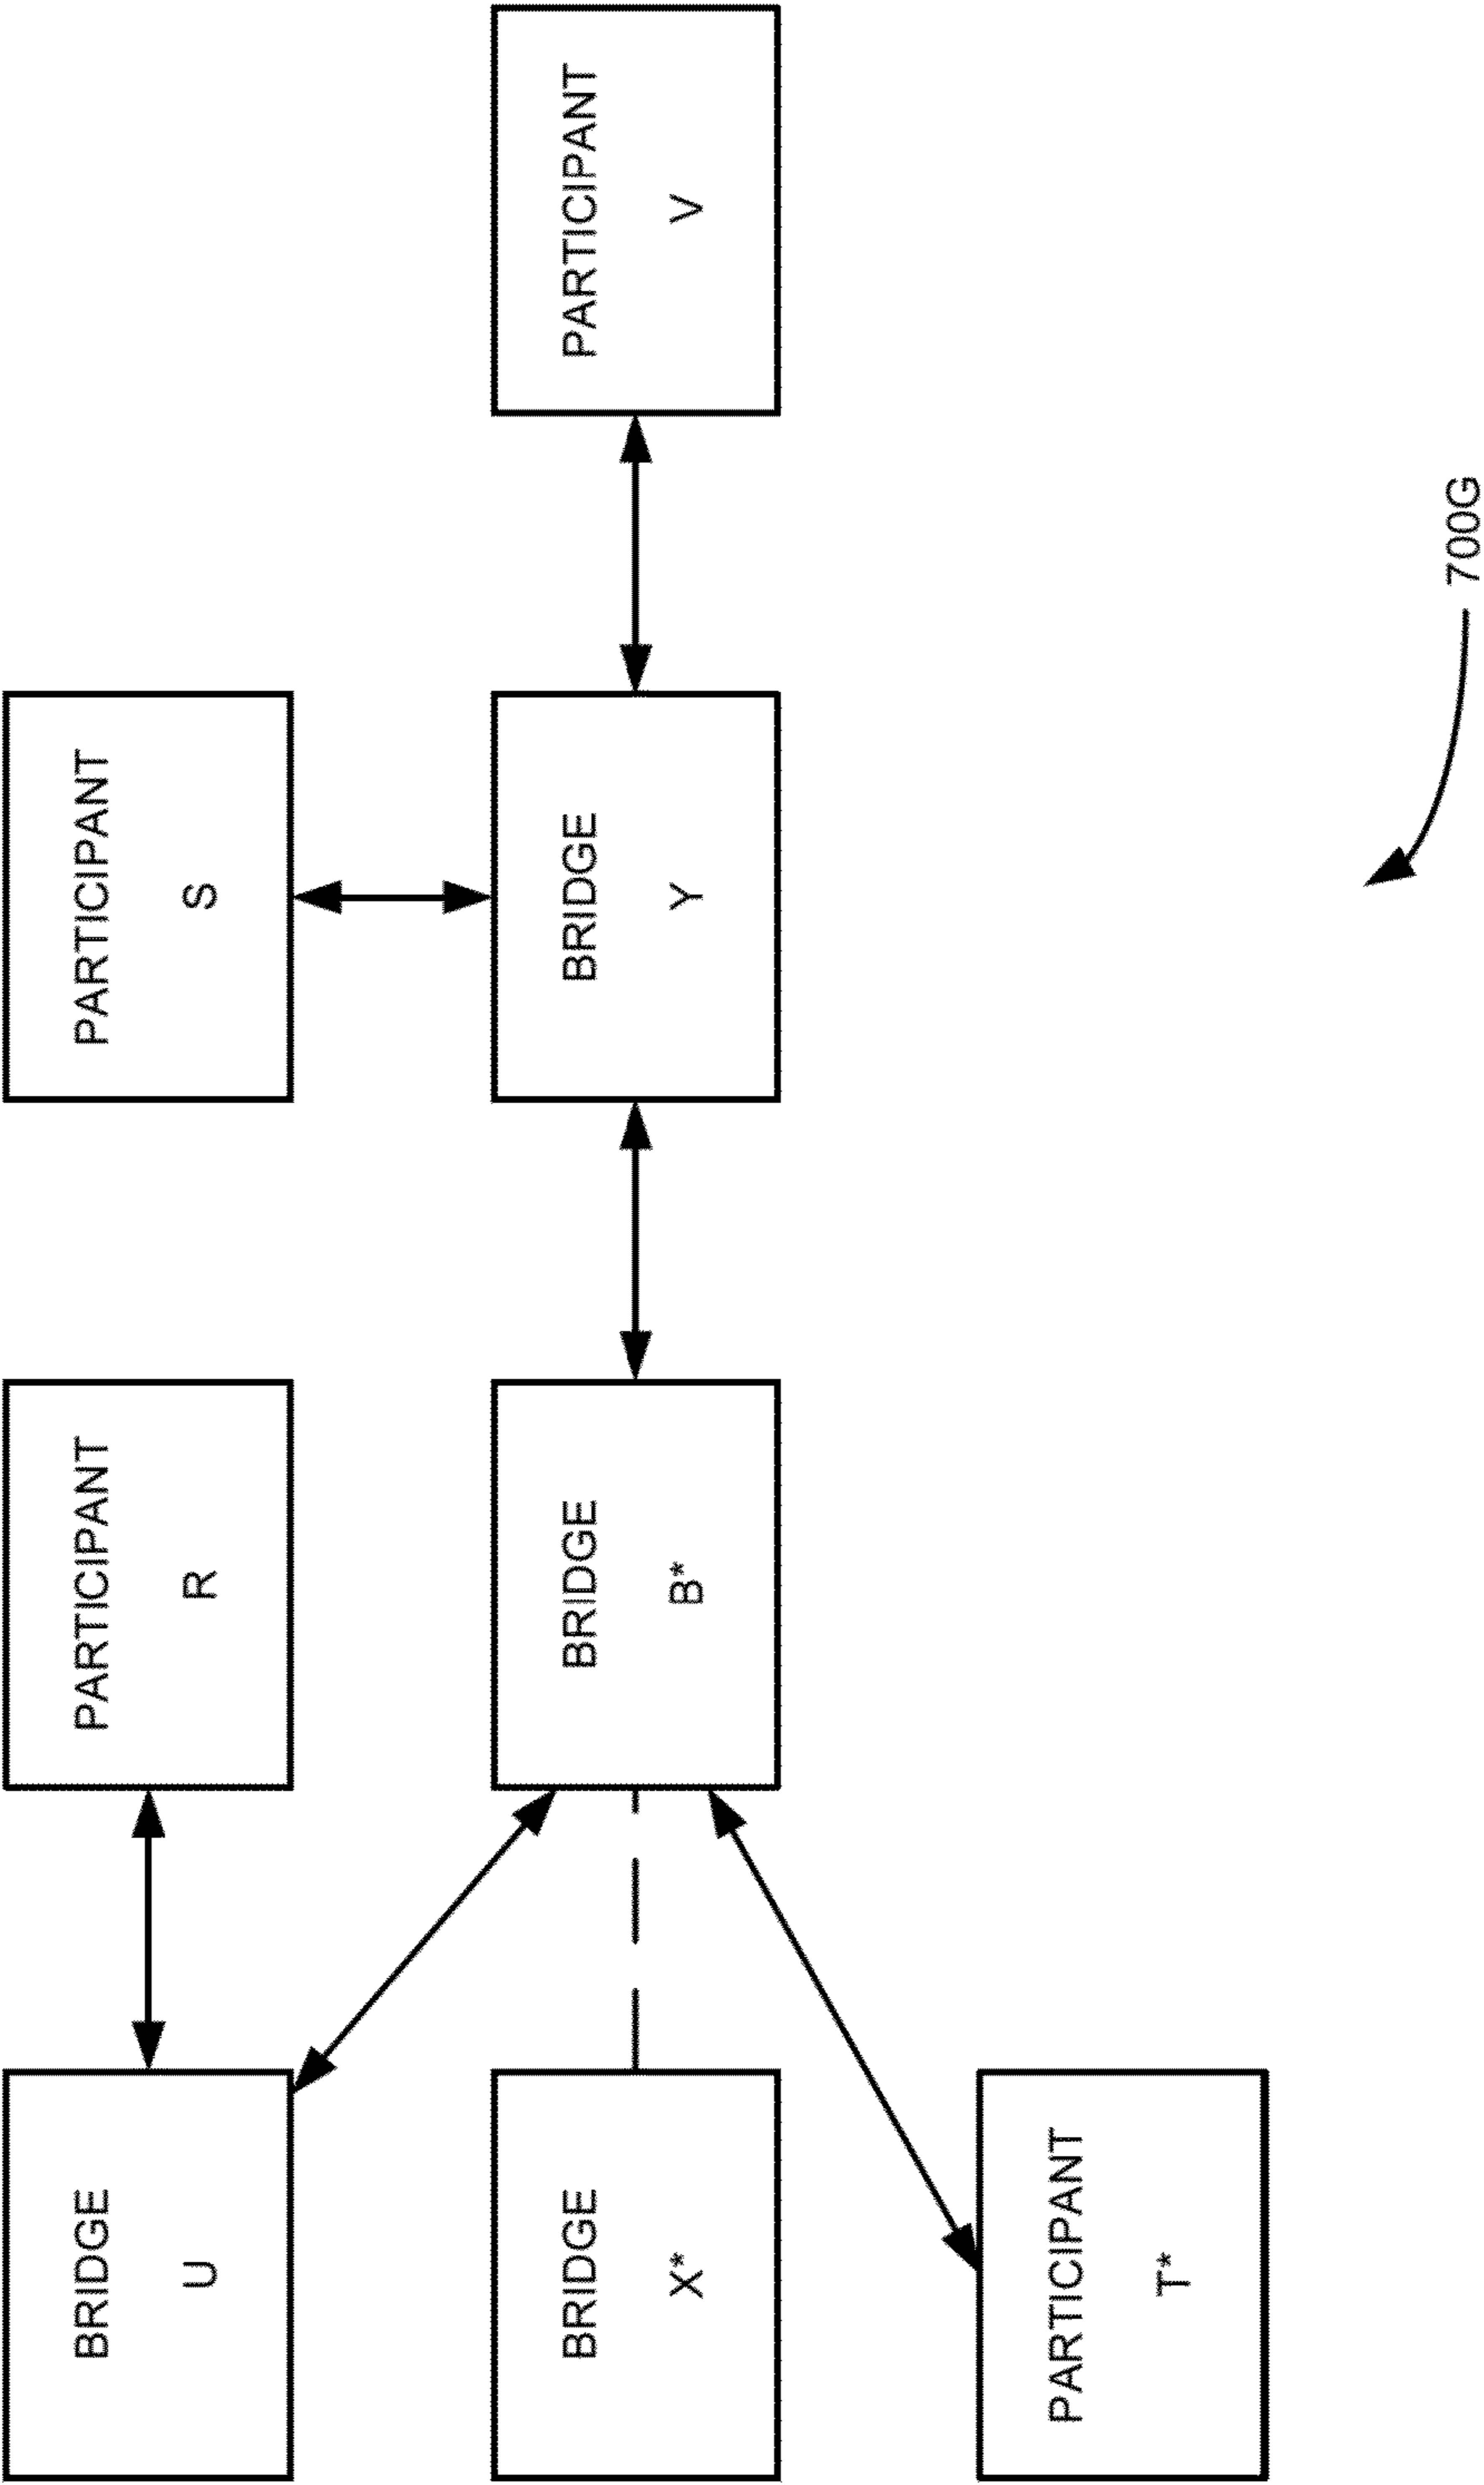 BRIDGE
U
PARTICIPANT
R
PARTICIPANT
S
BRIDGE
X*
BRIDGE
B*
BRIDGE
Y
PARTICIPANT
V
PARTICIPANT
T*
700G